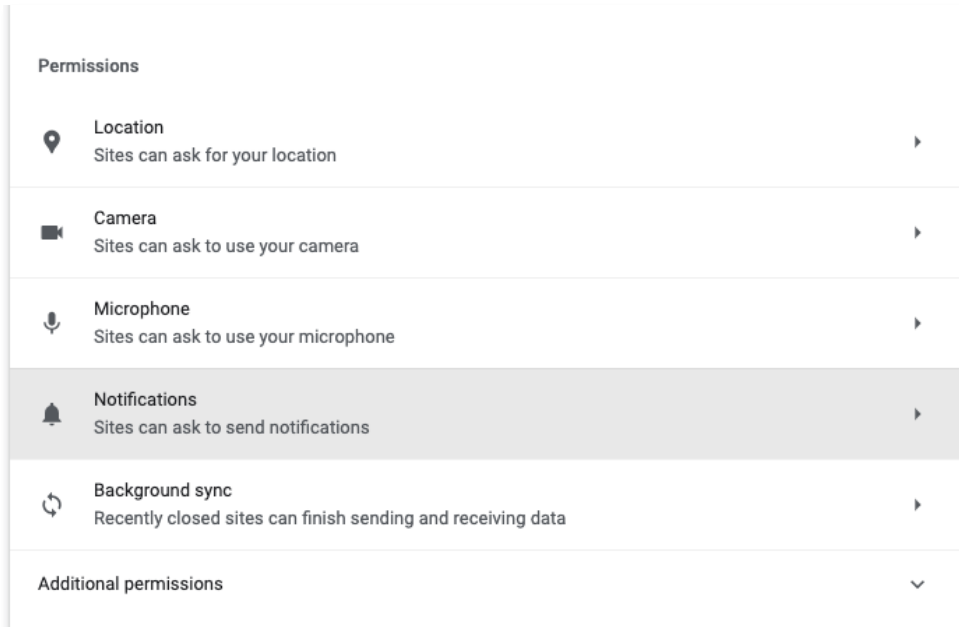 Permissions
Location
Sites can ask for your location
Camera
Sites can ask to use your camera
Microphone
Sites can ask to use your microphone
Notifications
Sites can ask to send notifications
Background sync
Recently closed sites can finish sending and receiving data
Additional permissions